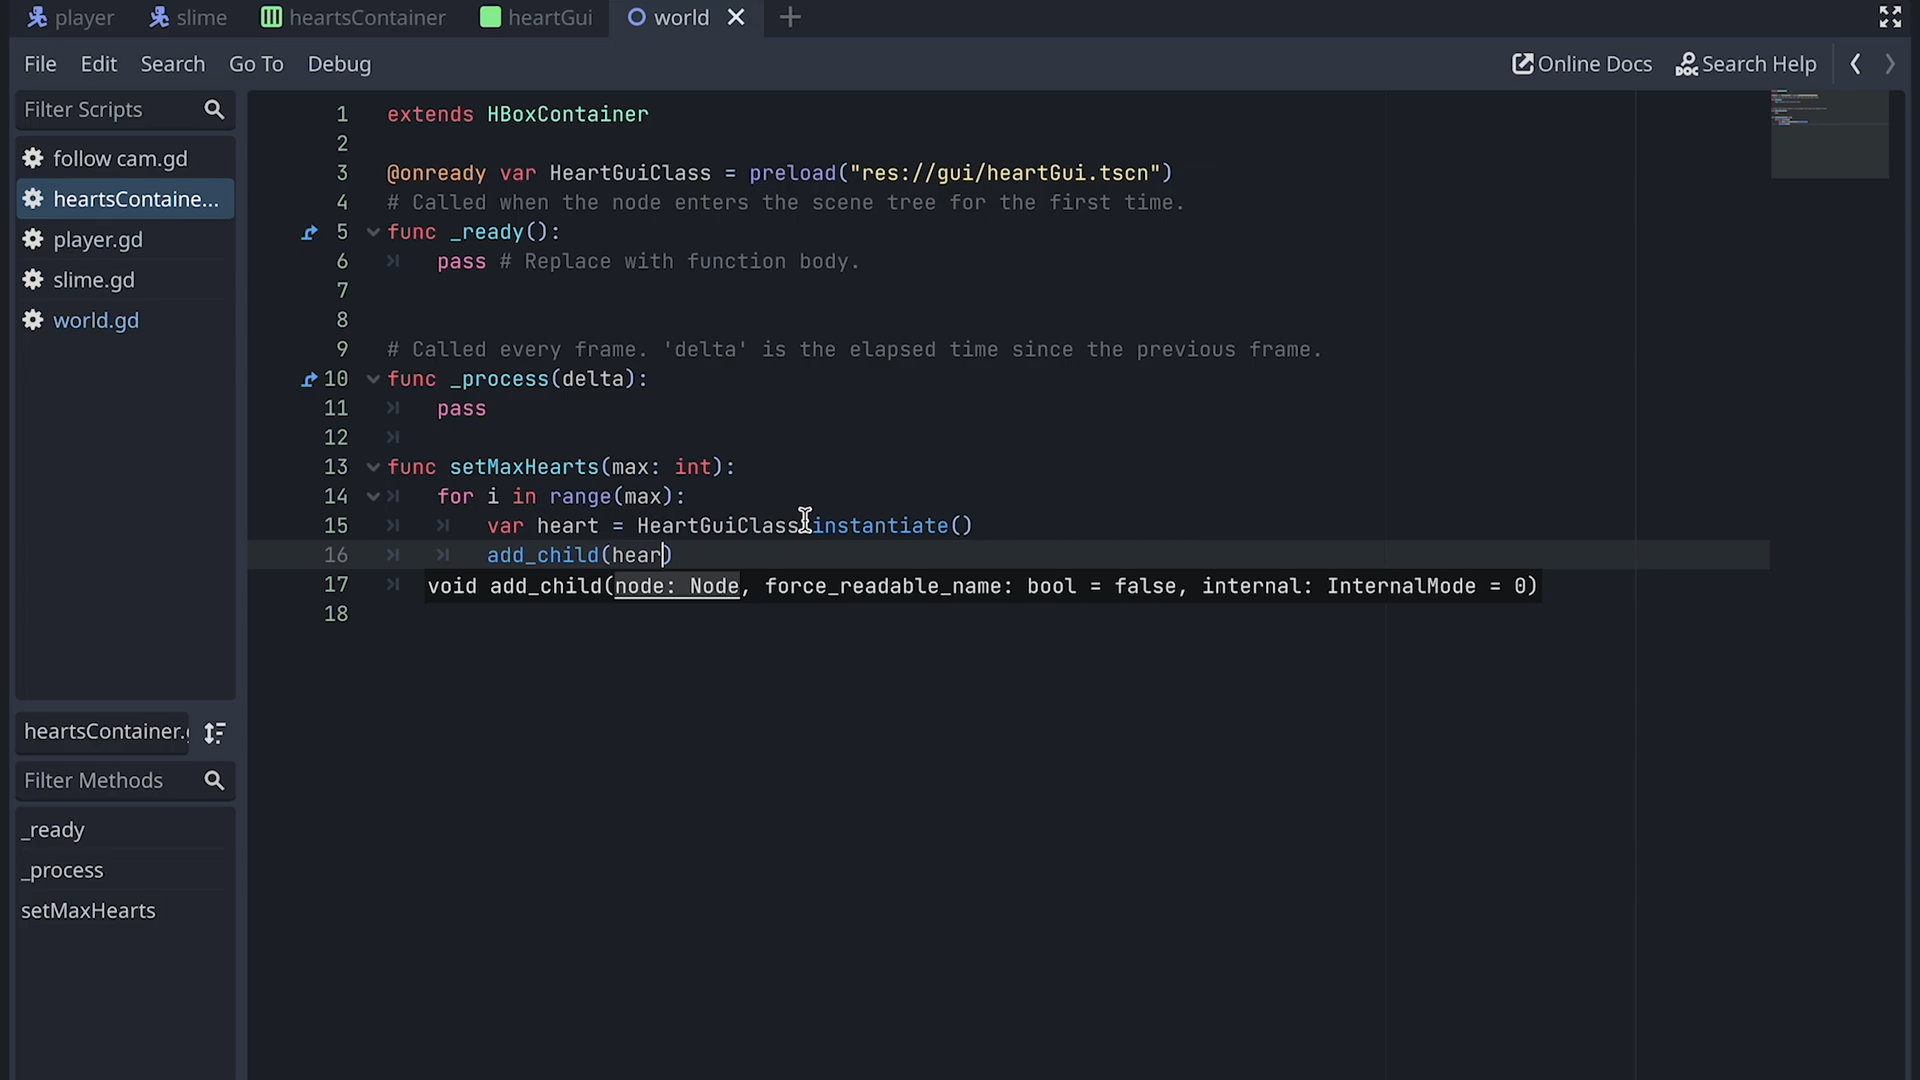 player slime heartsContainer heartGui world
File Edit Search Go To Debug Online Docs Search Help
Filter Scripts
follow cam.gd
heartsContaine...
player.gd
slime.gd
world.gd
heartsContainer.
Filter Methods
_ready
_process
setMaxHearts
1 extends HBoxContainer
2
3 @onready var HeartGuiClass = preload("res://gui/heartGui.tscn")
4 # Called when the node enters the scene tree for the first time.
5 func _ready():
6 pass # Replace with function body.
7
8
9 # Called every frame. 'delta' is the elapsed time since the previous frame.
10 func _process(delta):
11 pass
12
13 func setMaxHearts(max: int):
14 for i in range(max):
15 var heart = HeartGuiClass.instantiate()
16 add_child(hear)
17 void add_child(node: Node, force_readable_name: bool = false, internal: InternalMode = 0)
18